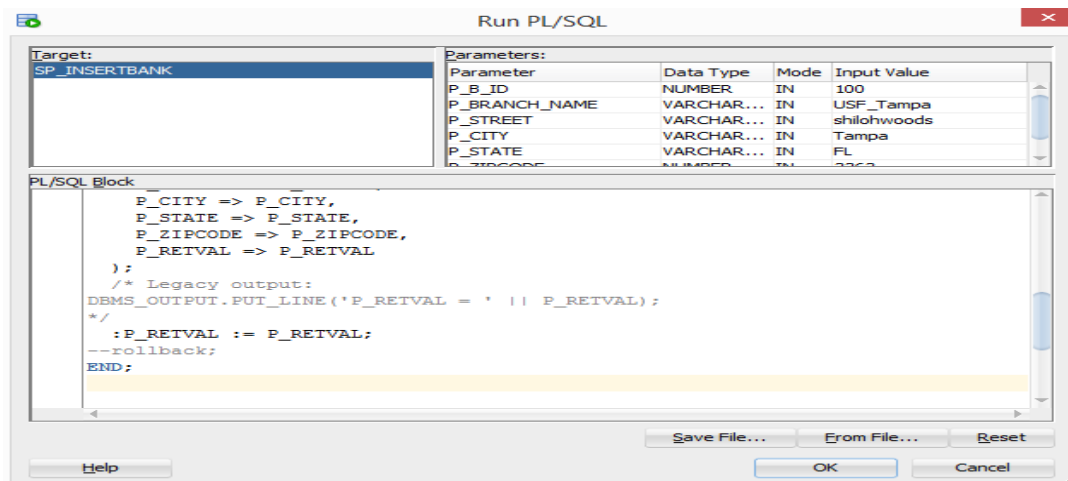 Run PL/SQL
Target:
SP_INSERTBANK
Parameters:
Parameter Data Type Mode Input Value
P_B_ID NUMBER IN 100
P_BRANCH_NAME VARCHAR... IN USF_Tampa
P_STREET VARCHAR... IN shilohwoods
P_CITY VARCHAR... IN Tampa
P_STATE VARCHAR... IN FL
PL/SQL Block
P_CITY => P_CITY,
P_STATE => P_STATE,
P_ZIPCODE => P_ZIPCODE,
P_RETVAL => P_RETVAL
);
/* Legacy output:
DBMS_OUTPUT.PUT_LINE('P_RETVAL = ' || P_RETVAL);
*/
:P_RETVAL := P_RETVAL;
--rollback;
END;
Save File... From File... Reset
Help OK Cancel